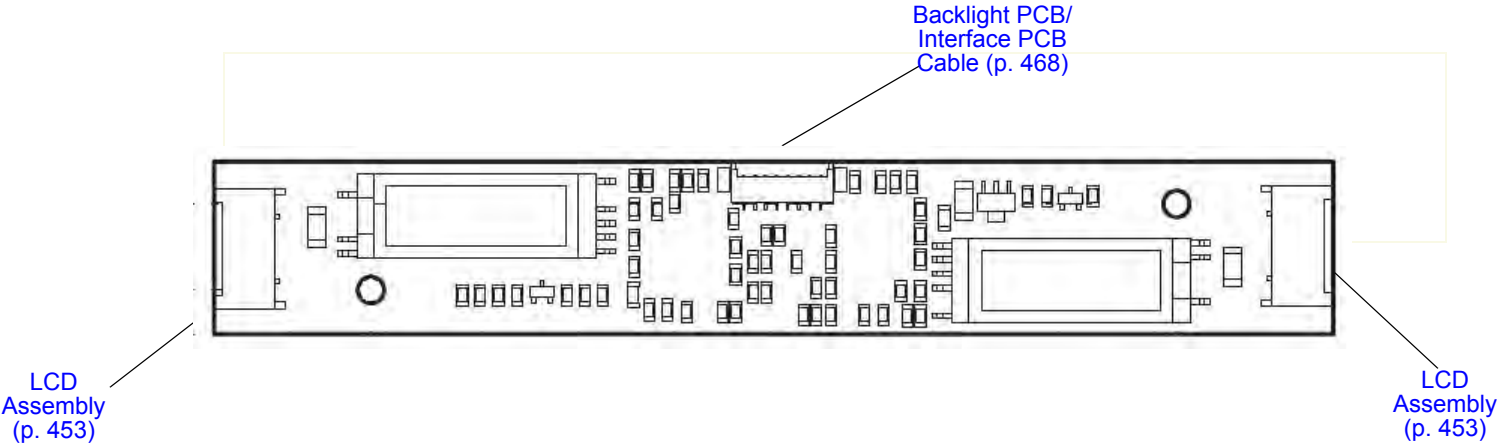 Backlight PCB/
Interface PCB
Cable (p. 468)
LCD
Assembly
(p. 453)
LCD
Assembly
(p. 453)